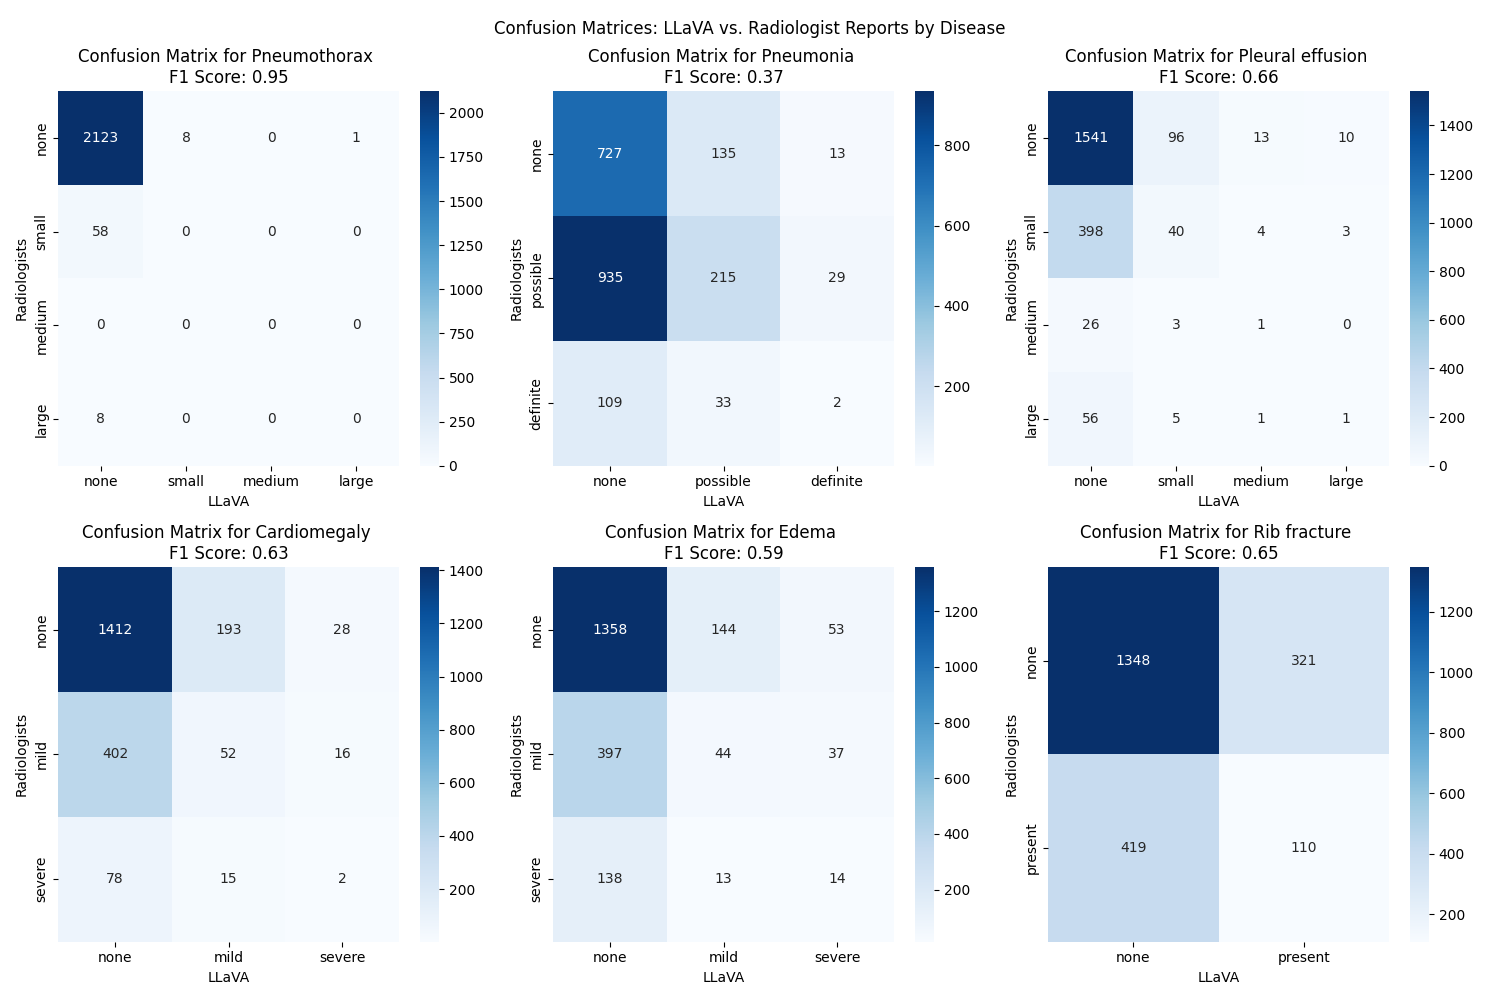 Confusion Matrices: LLaVA vs. Radiologist Reports by Disease
Confusion Matrix for Pneumothorax
F1 Score: 0.95
Radiologists
none
2123 8 0 1
small
58 0 0 0
medium
0 0 0 0
large
8 0 0 0
none small medium large
LLaVA
2000
1750
1500
1250
1000
750
500
250
0
Confusion Matrix for Pneumonia
F1 Score: 0.37
Radiologists
none
727 135 13
possible
935 215 29
definite
109 33 2
none possible definite
LLaVA
800
600
400
200
Confusion Matrix for Pleural effusion
F1 Score: 0.66
Radiologists
none
1541 96 13 10
small
398 40 4 3
medium
26 3 1 0
large
56 5 1 1
none small medium large
LLaVA
1400
1200
1000
800
600
400
200
0
Confusion Matrix for Cardiomegaly
F1 Score: 0.63
Radiologists
none
1412 193 28
mild
402 52 16
severe
78 15 2
none mild severe
LLaVA
1400
1200
1000
800
600
400
200
Confusion Matrix for Edema
F1 Score: 0.59
Radiologists
none
1358 144 53
mild
397 44 37
severe
138 13 14
none mild severe
LLaVA
1200
1000
800
600
400
200
Confusion Matrix for Rib fracture
F1 Score: 0.65
Radiologists
none
1348 321
present
419 110
none present
LLaVA
1200
1000
800
600
400
200